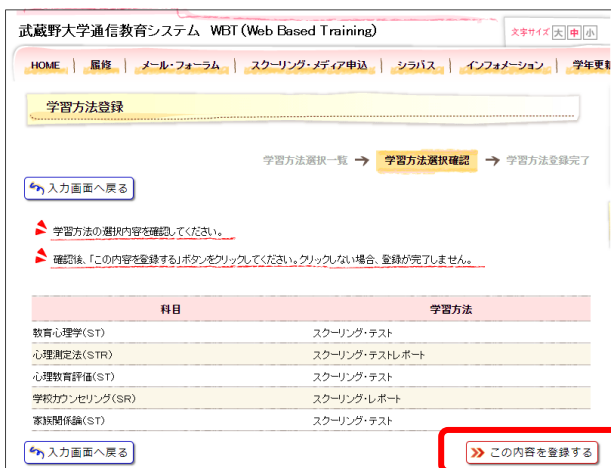 武蔵野大学通信教育システム WBT(Web Based Training) 文字サイズ 大 中 小
HOME | 履修 | メール・フォーラム | スクーリング・メディア申込 | シラバス | インフォメーション | 学年更新
学習方法登録
学習方法選択一覧 → 学習方法選択確認 → 学習方法登録完了
入力画面へ戻る
学習方法の選択内容を確認してください。
確認後、「この内容を登録する」ボタンをクリックしてください。クリックしない場合、登録が完了しません。
科目 学習方法
教育心理学(ST) スクーリング・テスト
心理測定法(STR) スクーリング・テストレポート
心理教育評価(ST) スクーリング・テスト
学校カウンセリング(SR) スクーリング・レポート
家族関係論(ST) スクーリング・テスト
入力画面へ戻る この内容を登録する